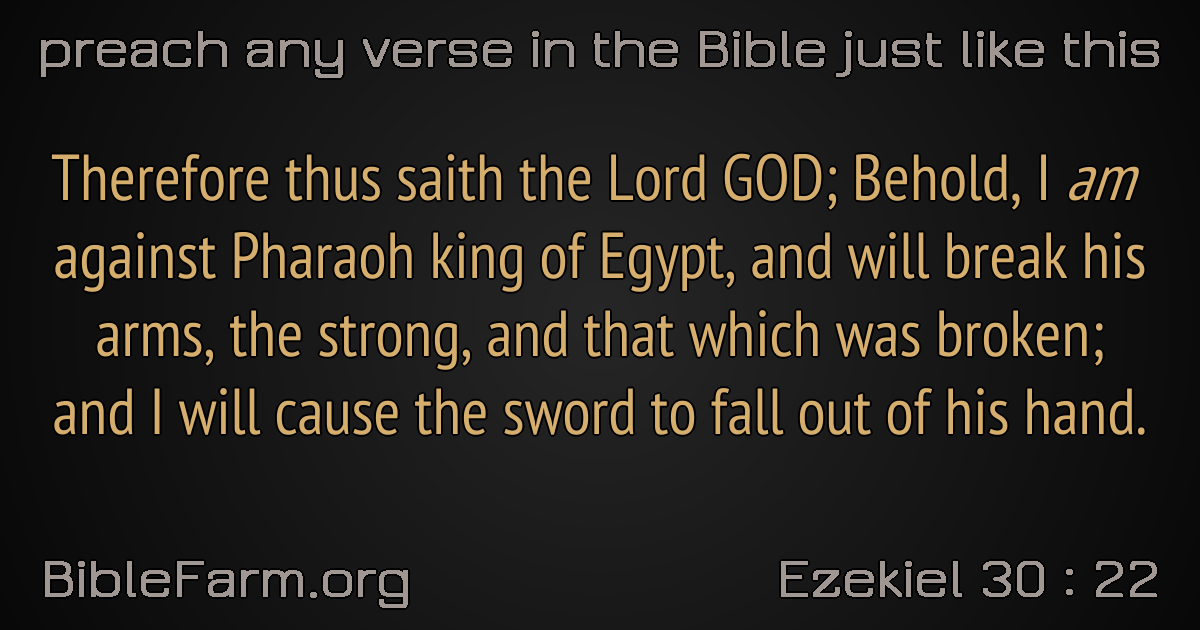 preach any verse in the Bible just like this
Therefore thus saith the Lord GOD; Behold, I am
against Pharaoh king of Egypt, and will break his
arms, the strong, and that which was broken;
and I will cause the sword to fall out of his hand.
BibleFarm.org
Ezekiel 30 : 22